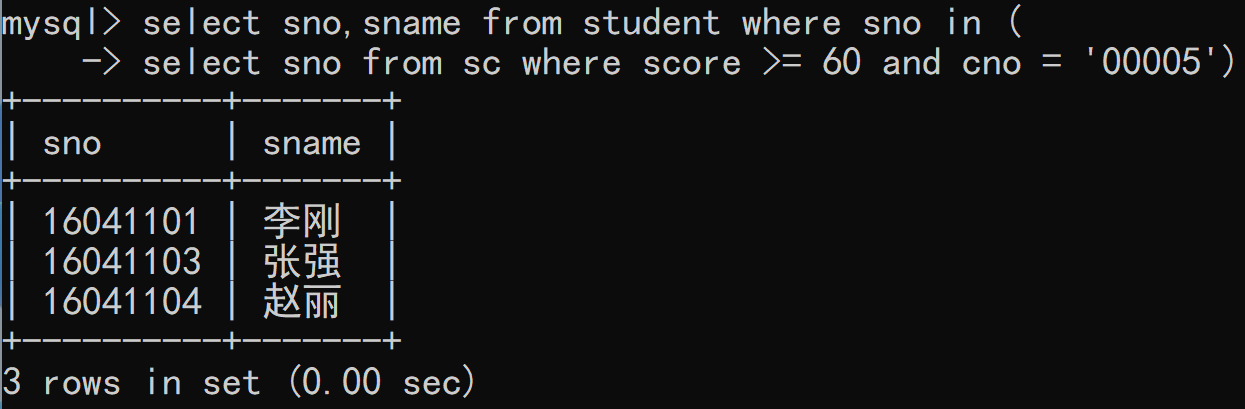 mysql> select sno,sname from student where sno in (
    -> select sno from sc where score >= 60 and cno = '00005')
+----------+-------+
| sno      | sname |
+----------+-------+
| 16041101 | 李刚  |
| 16041103 | 张强  |
| 16041104 | 赵丽  |
+----------+-------+
3 rows in set (0.00 sec)